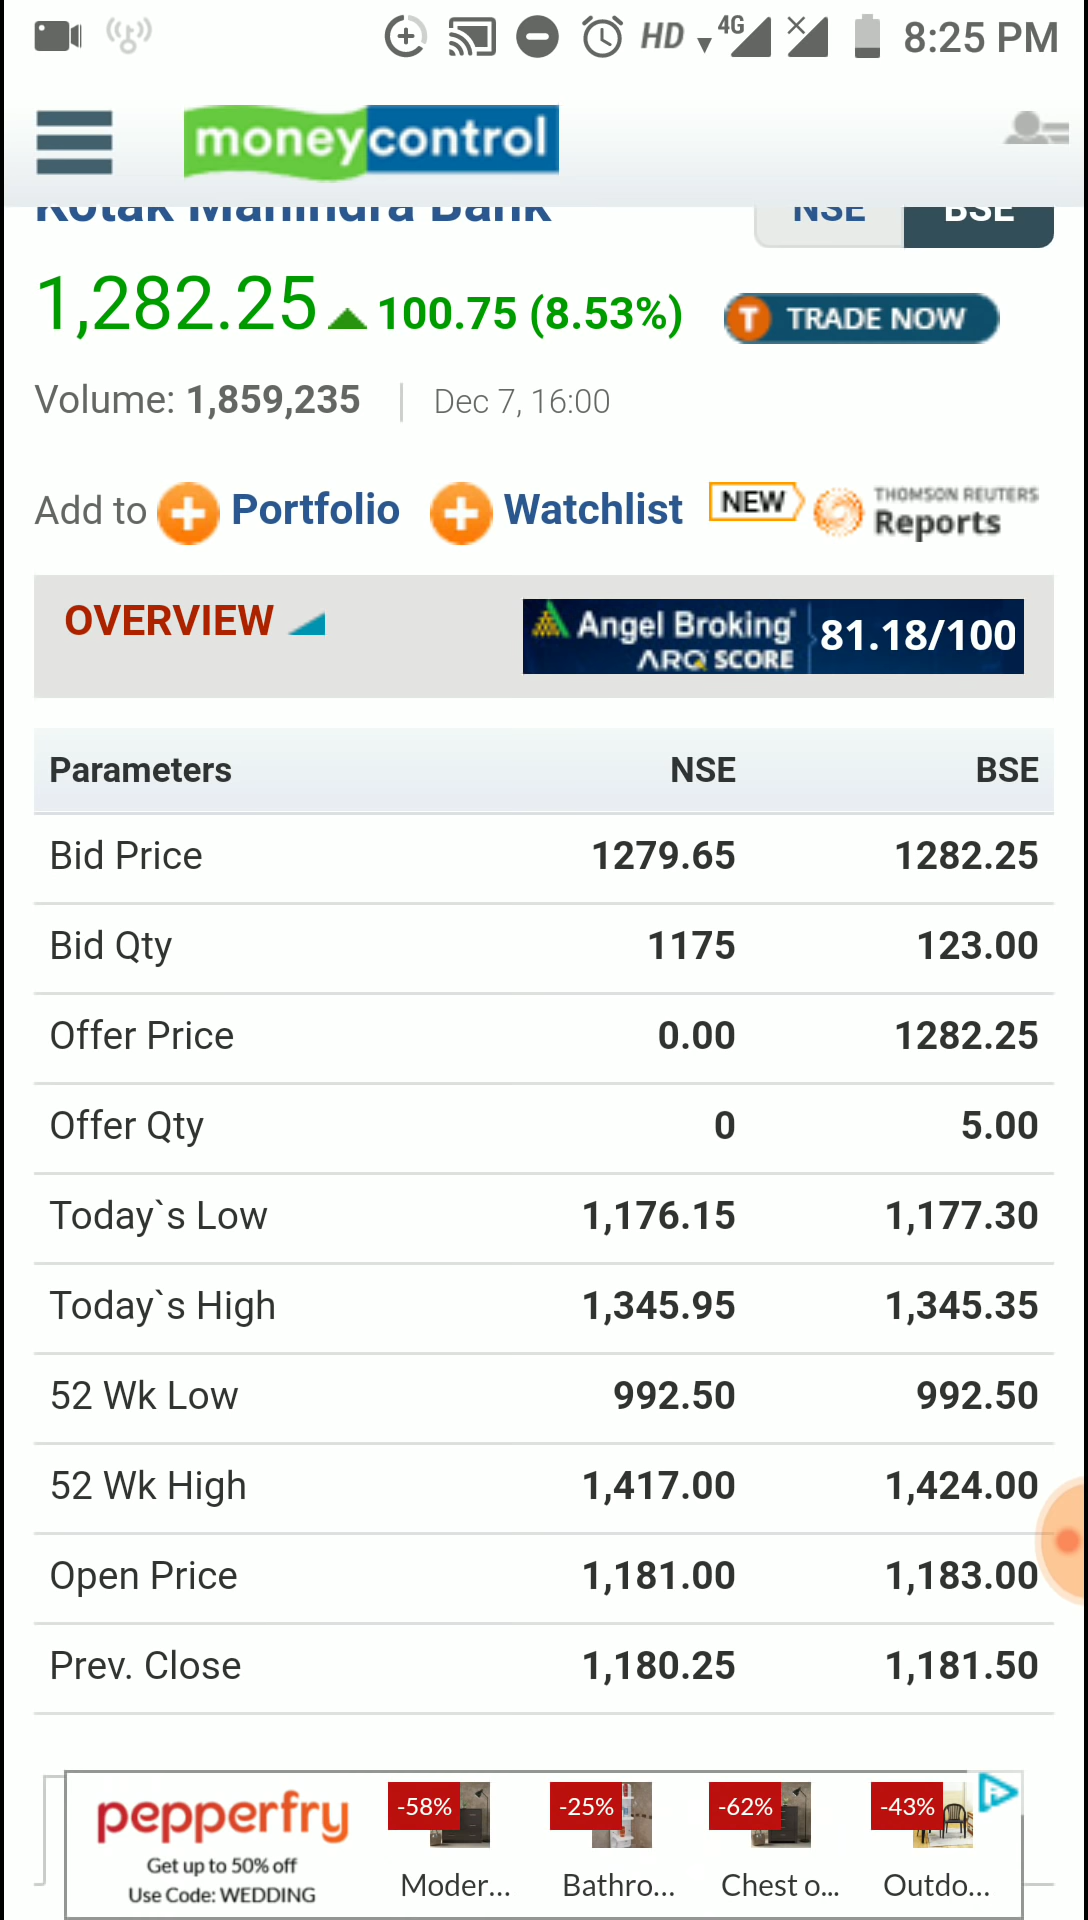 HD 4G 8:25 PM
moneycontrol
Kotak Mahindra Bank NSE BSE
1,282.25 100.75 (8.53%) T TRADE NOW
Volume: 1,859,235 | Dec 7, 16:00
Add to Portfolio Watchlist NEW THOMSON REUTERS
Reports
OVERVIEW Angel Broking 81.18/100
ARQ SCORE
Parameters NSE BSE
Bid Price 1279.65 1282.25
Bid Qty 1175 123.00
Offer Price 0.00 1282.25
Offer Qty 0 5.00
Today`s Low 1,176.15 1,177.30
Today`s High 1,345.95 1,345.35
52 Wk Low 992.50 992.50
52 Wk High 1,417.00 1,424.00
Open Price 1,181.00 1,183.00
Prev. Close 1,180.25 1,181.50
pepperfry -58% -25% -62% -43%
Get up to 50% off
Use Code: WEDDING
Moder... Bathro... Chest o... Outdo...